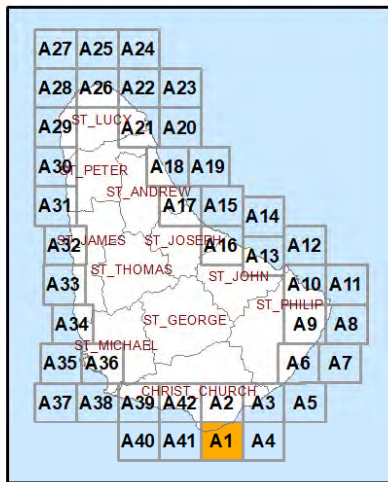 A27 A25 A24
A28 A26 A22 A23
A29 A21 A20
ST_LUCY
A30 A18 A19
ST_PETER
ST_ANDREW
A31 A17 A15
A14
A32 ST_JAMES ST_JOSEPH A16 A12
A13
ST_THOMAS ST_JOHN
A33 A10 A11
ST_PHILIP
A34 ST_GEORGE A9 A8
ST_MICHAEL
A35 A36 A6 A7
CHRIST_CHURCH
A37 A38 A39 A42 A2 A3 A5
A40 A41 A1 A4